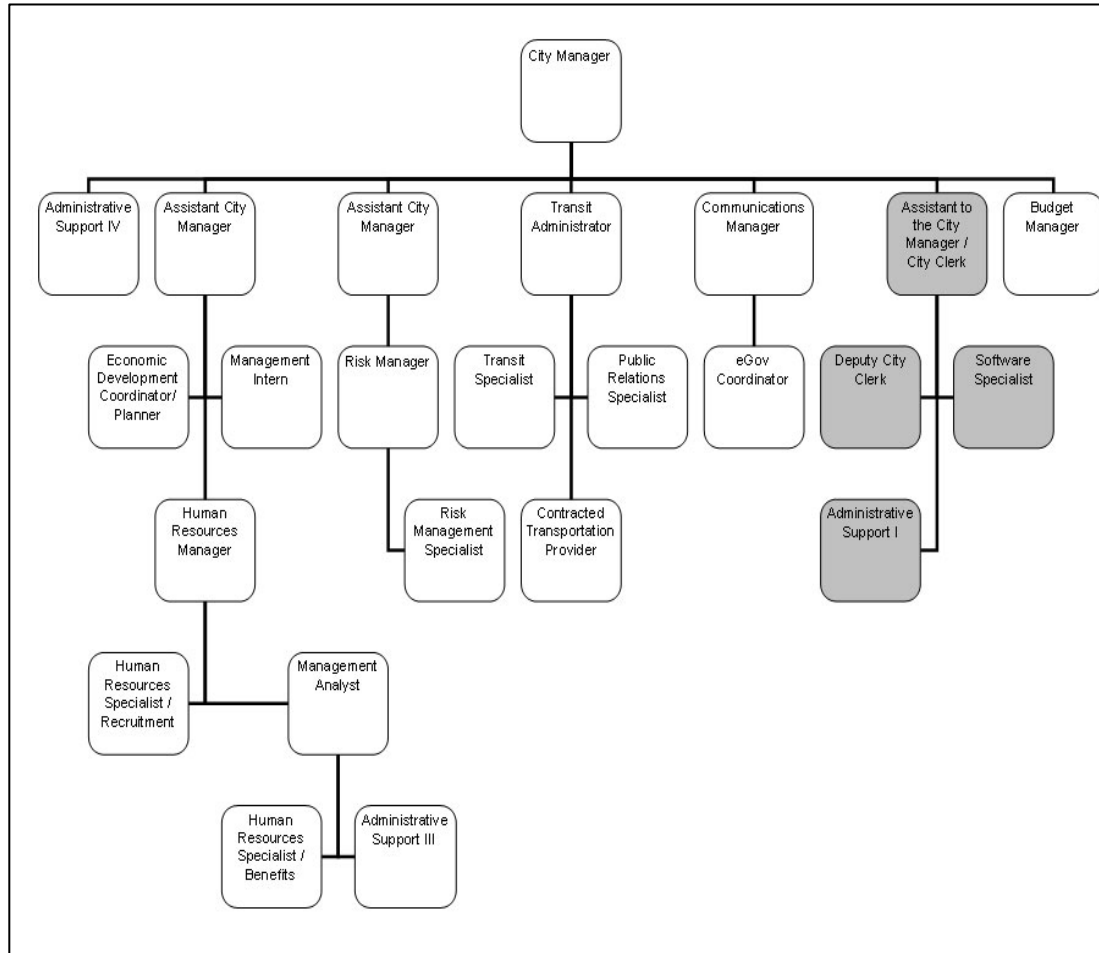 City Manager
Administrative
Support IV
Assistant City
Manager
Assistant City
Manager
Transit
Administrator
Communications
Manager
Assistant to
the City
Manager /
City Clerk
Budget
Manager
Economic
Development
Coordinator/
Planner
Management
Intern
Risk Manager
Transit
Specialist
Public
Relations
Specialist
eGov
Coordinator
Deputy City
Clerk
Software
Specialist
Human
Resources
Manager
Risk
Management
Specialist
Contracted
Transportation
Provider
Administrative
Support I
Human
Resources
Specialist /
Recruitment
Management
Analyst
Human
Resources
Specialist /
Benefits
Administrative
Support III